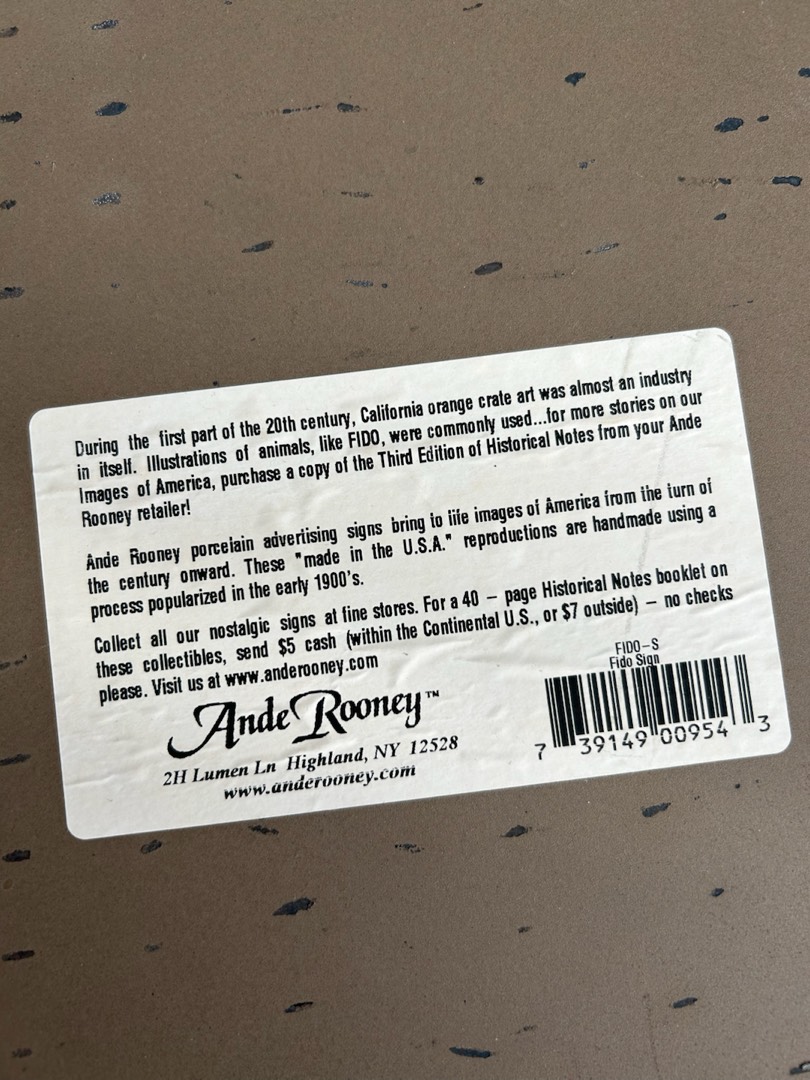 During the first part of the 20th century, California orange crate art was almost an industry
in itself. Illustrations of animals, like FIDO, were commonly used...for more stories on our
Images of America, purchase a copy of the Third Edition of Historical Notes from your Ande
Rooney retailer!
Ande Rooney porcelain advertising signs bring to life images of America from the turn of
the century onward. These "made in the U.S.A." reproductions are handmade using a
process popularized in the early 1900's.
Collect all our nostalgic signs at fine stores. For a 40 – page Historical Notes booklet on
these collectibles, send $5 cash (within the Continental U.S., or $7 outside) – no checks
please. Visit us at www.anderooney.com
FIDO-S
Fido Sign
Ande Rooney™
2H Lumen Ln Highland, NY 12528
www.anderooney.com
7 39149 00954 3